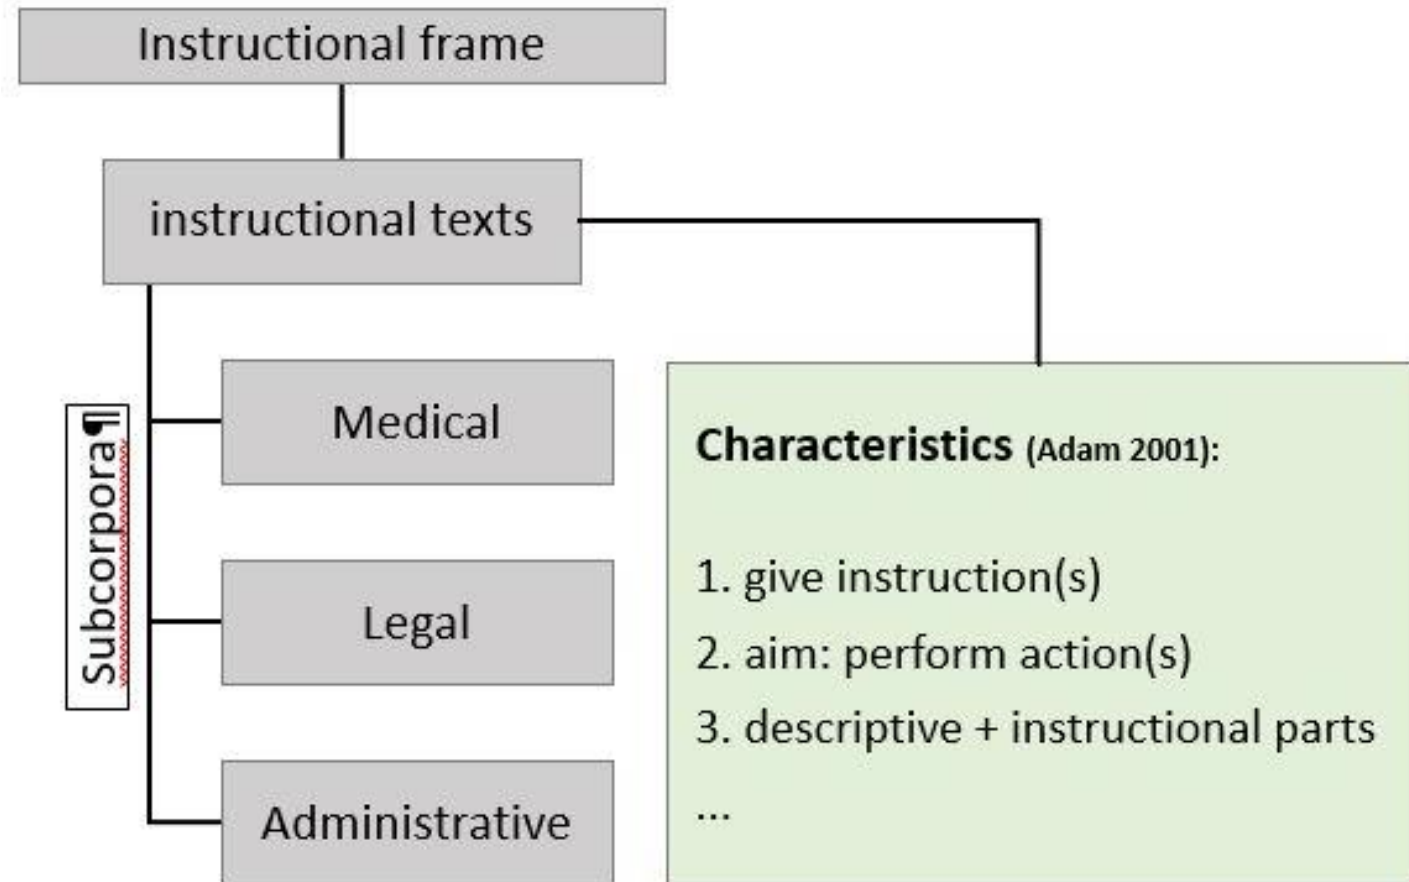 Instructional frame
instructional texts
Subcorpora¶
Medical
Legal
Administrative
Characteristics (Adam 2001):
1. give instruction(s)
2. aim: perform action(s)
3. descriptive + instructional parts
...